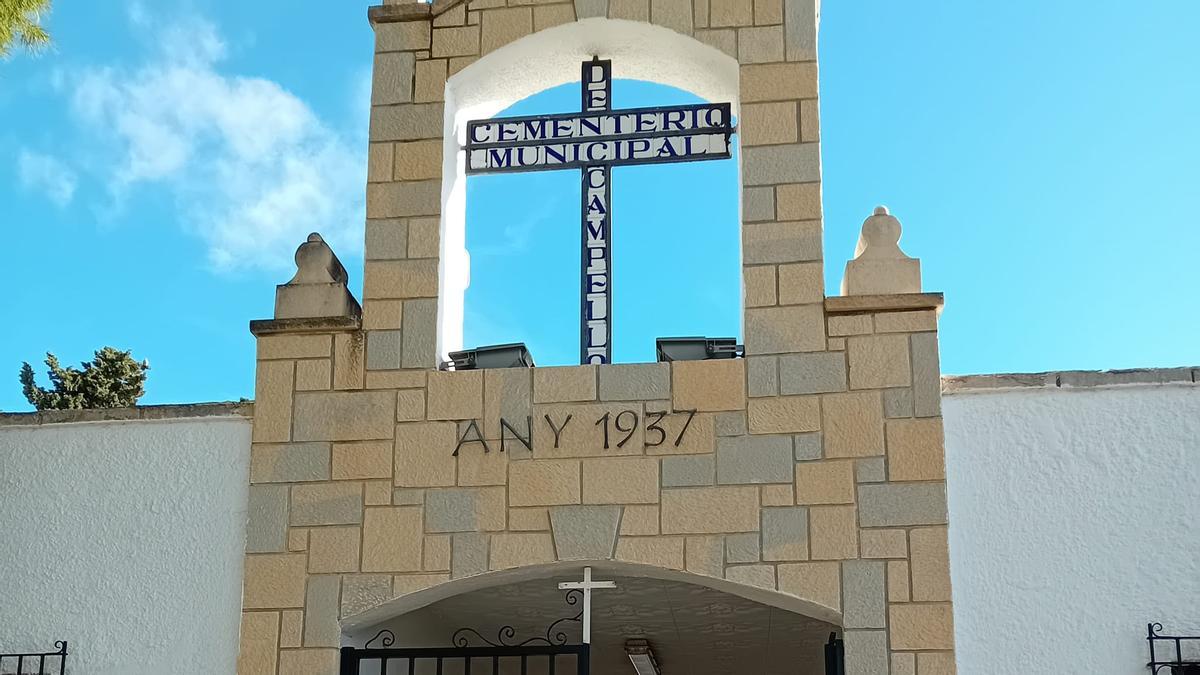 CEMENTERIO
MUNICIPAL
DE CAMPELLO
ANY 1937